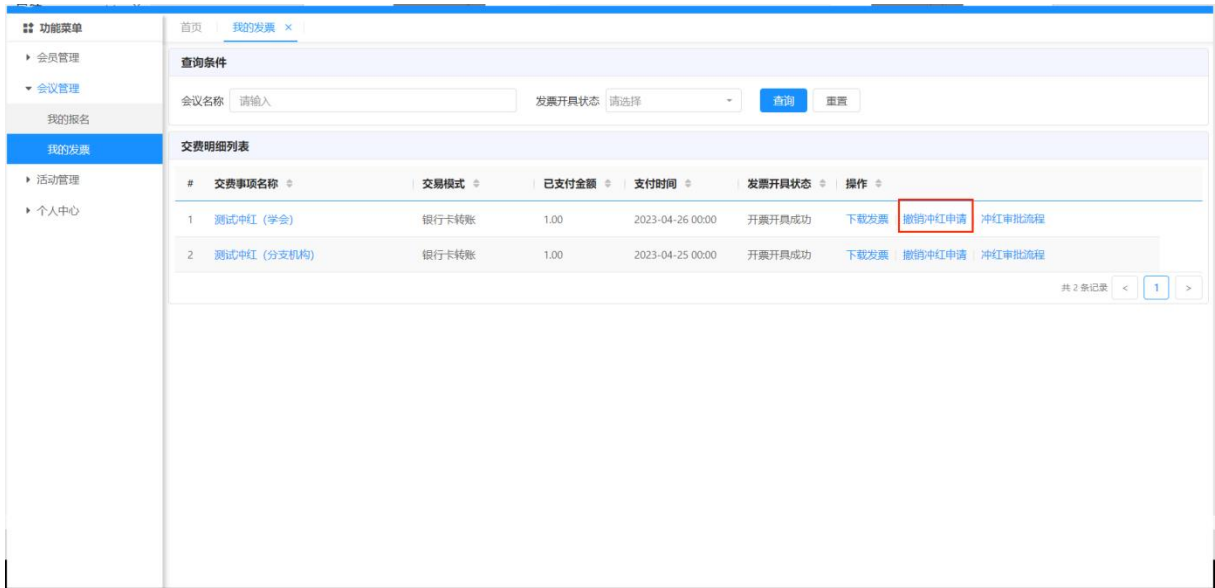 功能菜单
首页 我的发票 ×
会员管理
会议管理
我的报名
我的发票
活动管理
个人中心
查询条件
会议名称 请输入 发票开具状态 请选择 查询 重置
交费明细列表
# 交费事项名称 交易模式 已支付金额 支付时间 发票开具状态 操作
1 测试冲红（学会） 银行卡转账 1.00 2023-04-26 00:00 开票开具成功 下载发票 撤销冲红申请 冲红审批流程
2 测试冲红（分支机构） 银行卡转账 1.00 2023-04-25 00:00 开票开具成功 下载发票 撤销冲红申请 冲红审批流程
共 2 条记录 < 1 >